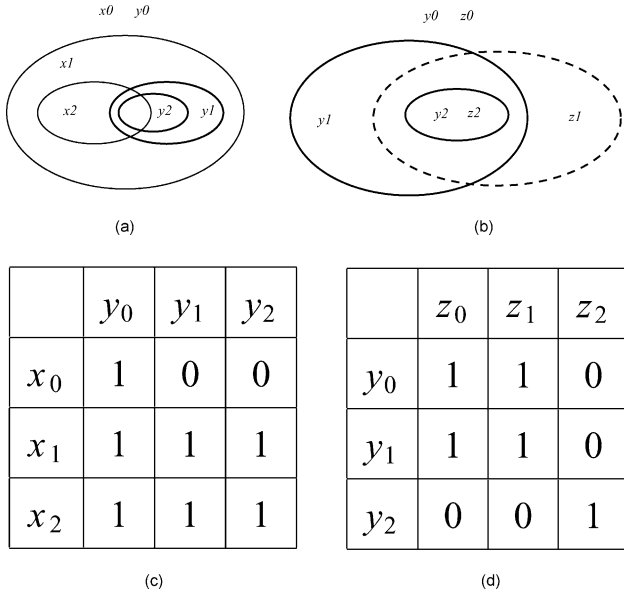 x0 y0
x1
x2 y2 y1
(a)
y0 z0
y1 y2 z2 z1
(b)
y0 y1 y2
x0 1 0 0
x1 1 1 1
x2 1 1 1
(c)
z0 z1 z2
y0 1 1 0
y1 1 1 0
y2 0 0 1
(d)